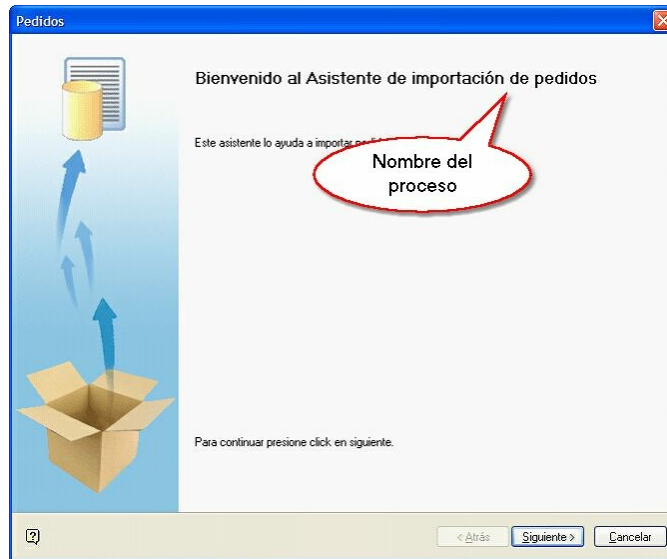 Pedidos
Bienvenido al Asistente de importación de pedidos
Este asistente lo ayuda a importar
Nombre del
proceso
Para continuar presione click en siguiente.
< Atrás Siguiente > Cancelar